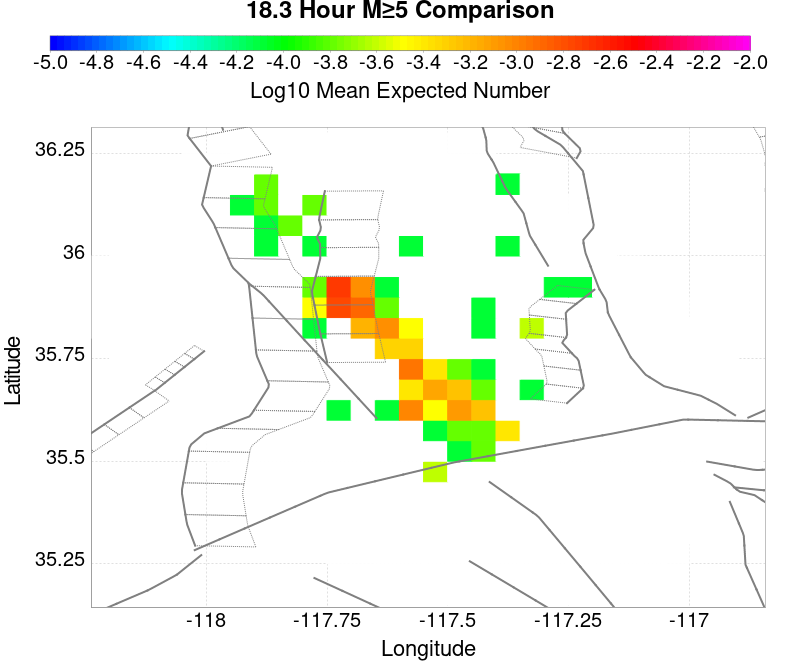 18.3 Hour M≥5 Comparison
-5.0 -4.8 -4.6 -4.4 -4.2 -4.0 -3.8 -3.6 -3.4 -3.2 -3.0 -2.8 -2.6 -2.4 -2.2 -2.0
Log10 Mean Expected Number
36.25
36
35.75
35.5
35.25
Latitude
-118 -117.75 -117.5 -117.25 -117
Longitude